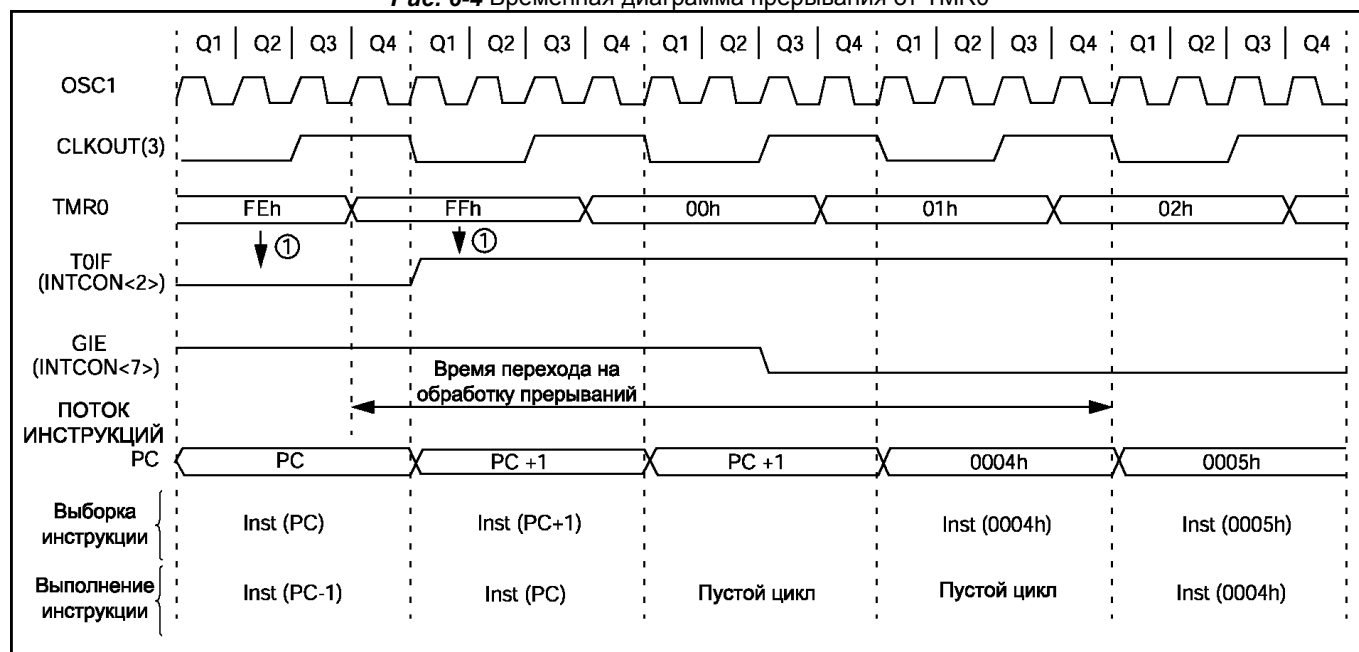 Рис. 6-4 Временная диаграмма прерывания от TMR0
Q1 | Q2 | Q3 | Q4 Q1 | Q2 | Q3 | Q4 Q1 | Q2 | Q3 | Q4 Q1 | Q2 | Q3 | Q4 Q1 | Q2 | Q3 | Q4
OSC1
CLKOUT(3)
TMR0 FEh FFh 00h 01h 02h
① ①
T0IF
(INTCON<2>)
GIE
(INTCON<7>)
Время перехода на
обработку прерываний
ПОТОК
ИНСТРУКЦИЙ
PC PC PC +1 PC +1 0004h 0005h
Выборка
инструкции
Inst (PC) Inst (PC+1) Inst (0004h) Inst (0005h)
Выполнение
инструкции
Inst (PC-1) Inst (PC) Пустой цикл Пустой цикл Inst (0004h)